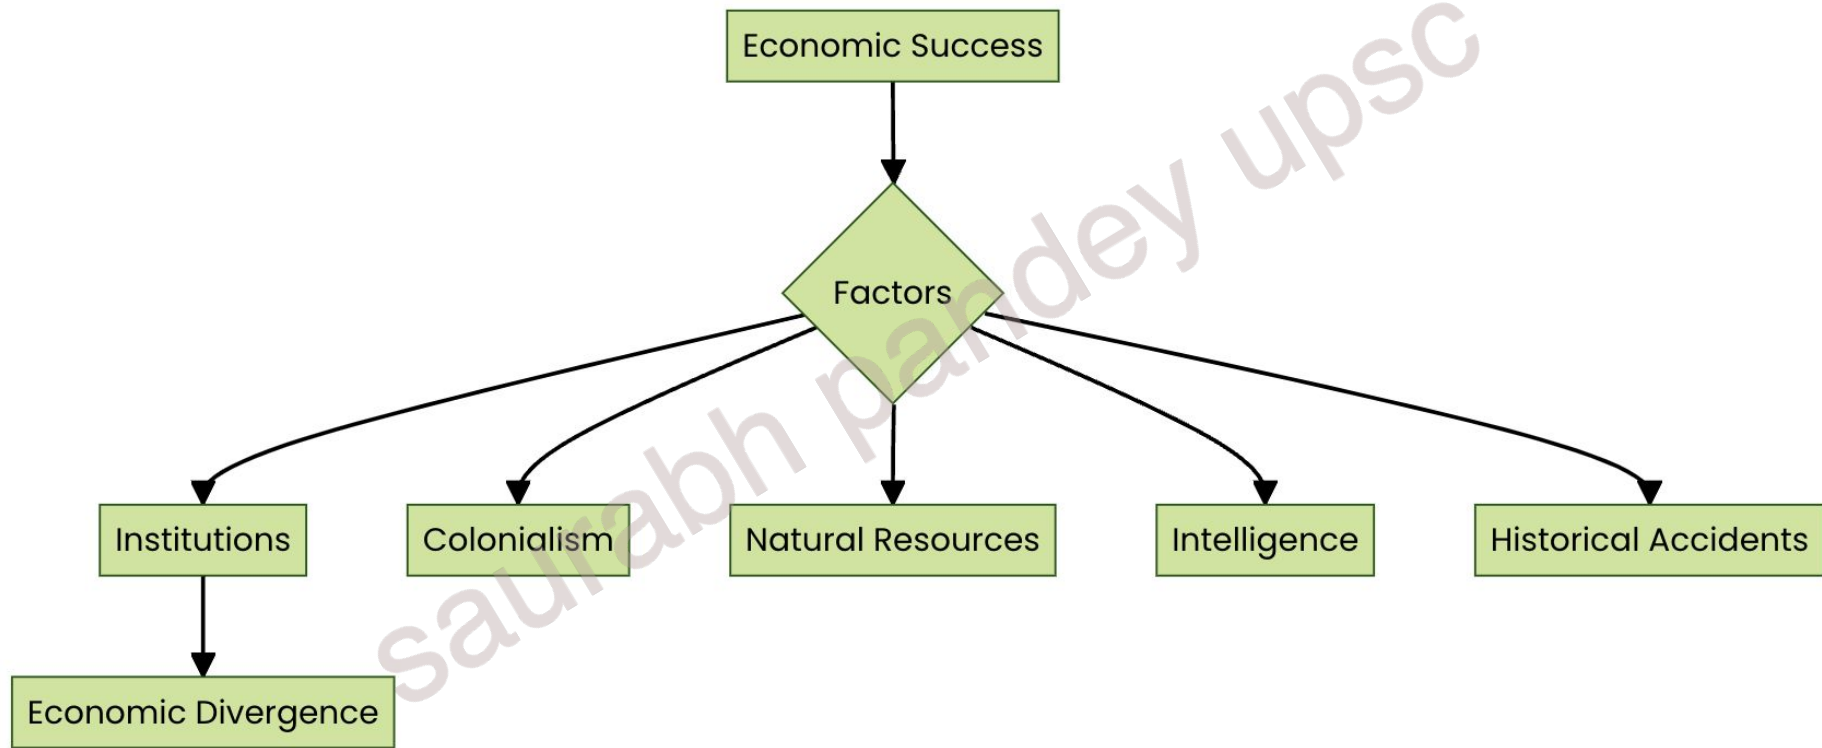 Economic Success
Factors
Institutions
Colonialism
Natural Resources
Intelligence
Historical Accidents
Economic Divergence
saurabh pandey upsc